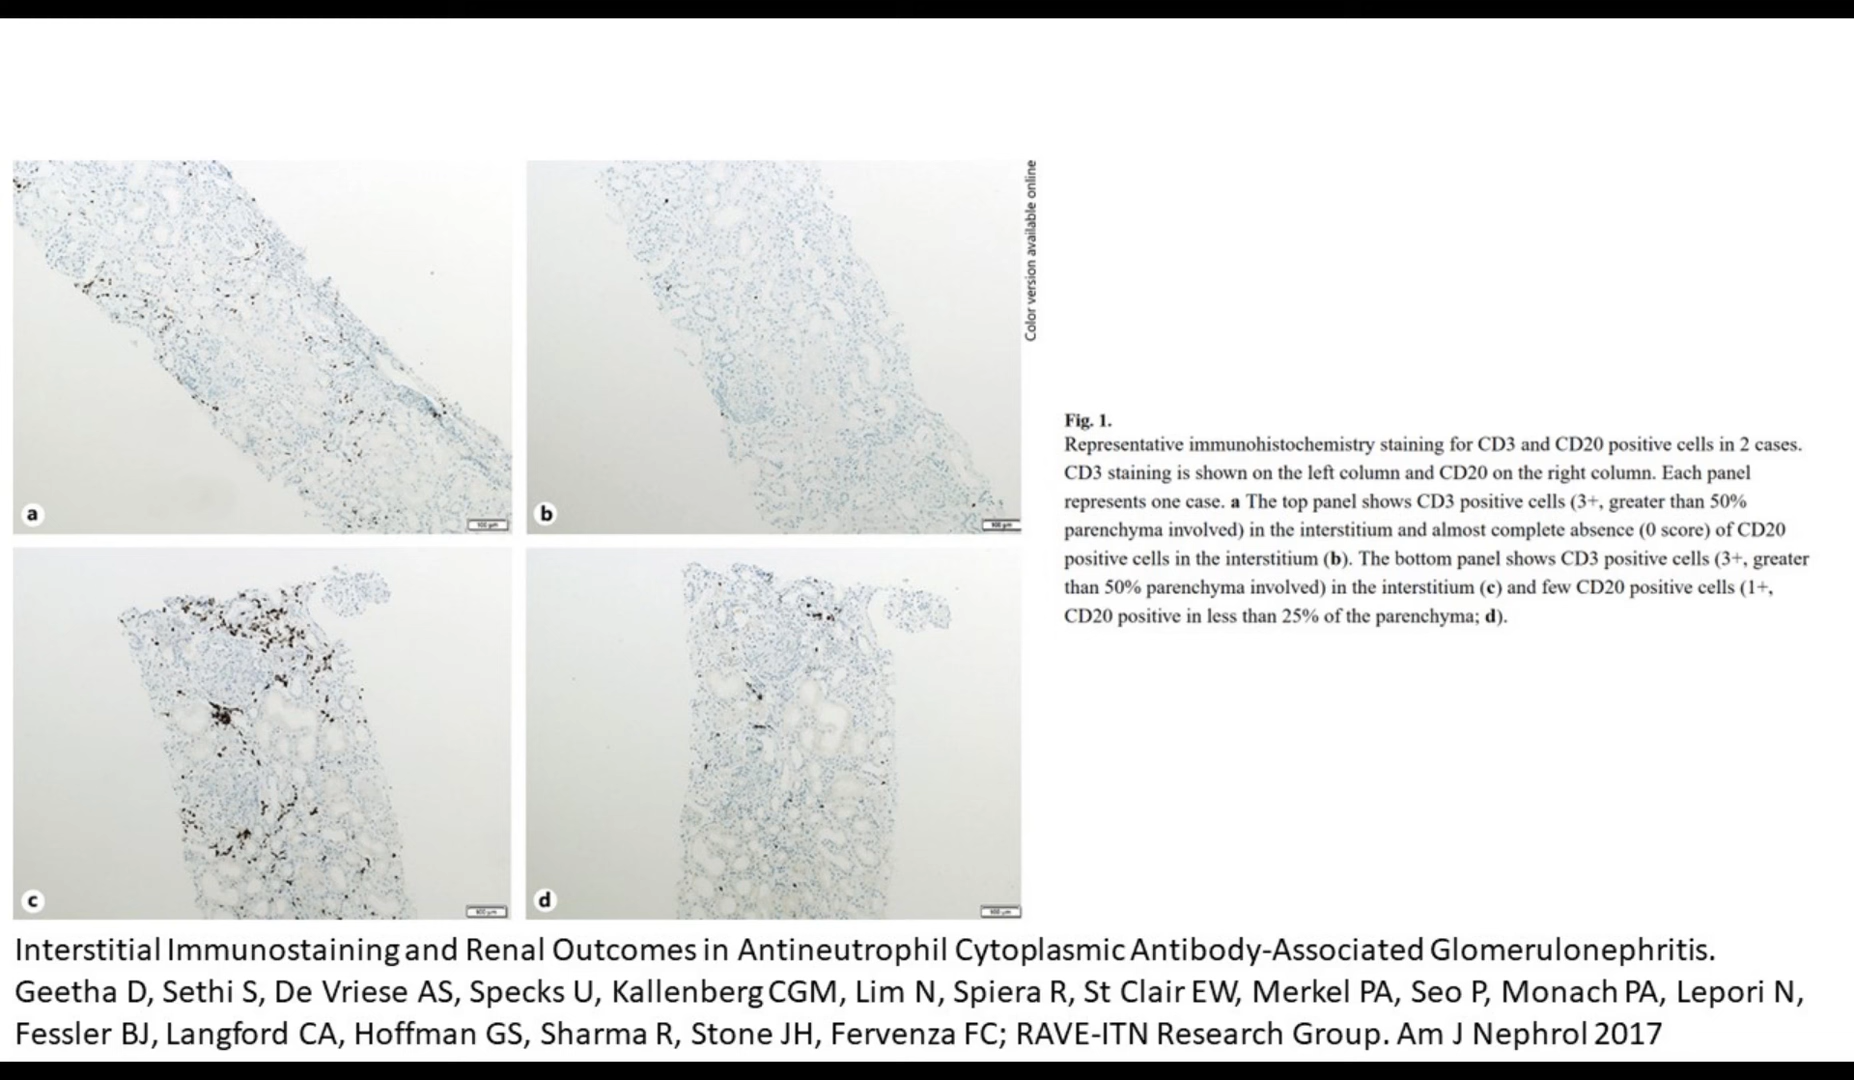 a
b
Color version available online
c
d
Fig. 1.
Representative immunohistochemistry staining for CD3 and CD20 positive cells in 2 cases.
CD3 staining is shown on the left column and CD20 on the right column. Each panel
represents one case. a The top panel shows CD3 positive cells (3+, greater than 50%
parenchyma involved) in the interstitium and almost complete absence (0 score) of CD20
positive cells in the interstitium (b). The bottom panel shows CD3 positive cells (3+, greater
than 50% parenchyma involved) in the interstitium (c) and few CD20 positive cells (1+,
CD20 positive in less than 25% of the parenchyma; d).
Interstitial Immunostaining and Renal Outcomes in Antineutrophil Cytoplasmic Antibody-Associated Glomerulonephritis.
Geetha D, Sethi S, De Vriese AS, Specks U, Kallenberg CGM, Lim N, Spiera R, St Clair EW, Merkel PA, Seo P, Monach PA, Lepori N,
Fessler BJ, Langford CA, Hoffman GS, Sharma R, Stone JH, Fervenza FC; RAVE-ITN Research Group. Am J Nephrol 2017